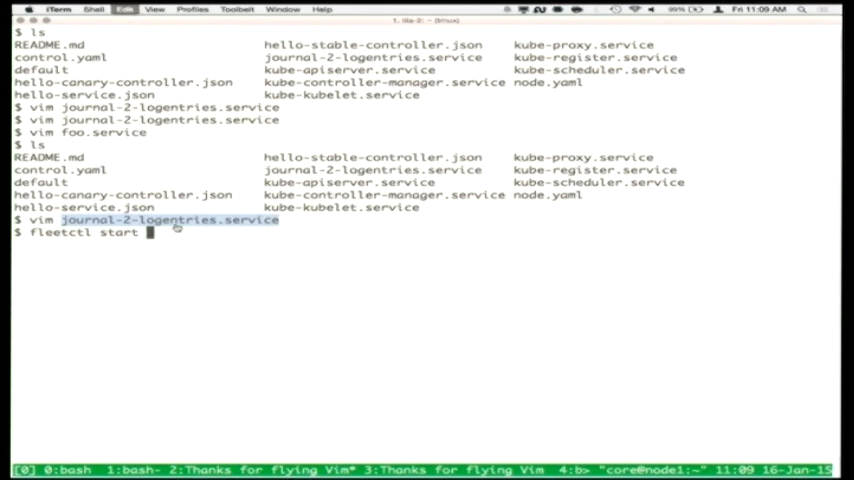 iTerm Shell Edit View Profiles Toolbelt Window Help 99% Fri 11:09 AM
$ ls
README.md hello-stable-controller.json kube-proxy.service
control.yaml journal-2-logentries.service kube-register.service
default kube-apiserver.service kube-scheduler.service
hello-canary-controller.json kube-controller-manager.service node.yaml
hello-service.json kube-kubelet.service
$ vim journal-2-logentries.service
$ vim journal-2-logentries.service
$ vim foo.service
$ ls
README.md hello-stable-controller.json kube-proxy.service
control.yaml journal-2-logentries.service kube-register.service
default kube-apiserver.service kube-scheduler.service
hello-canary-controller.json kube-controller-manager.service node.yaml
hello-service.json kube-kubelet.service
$ vim journal-2-logentries.service
$ fleetctl start
[0] 0:bash 1:bash- 2:Thanks for flying Vim* 3:Thanks for flying Vim 4:b> "core@node1:~" 11:09 16-Jan-15